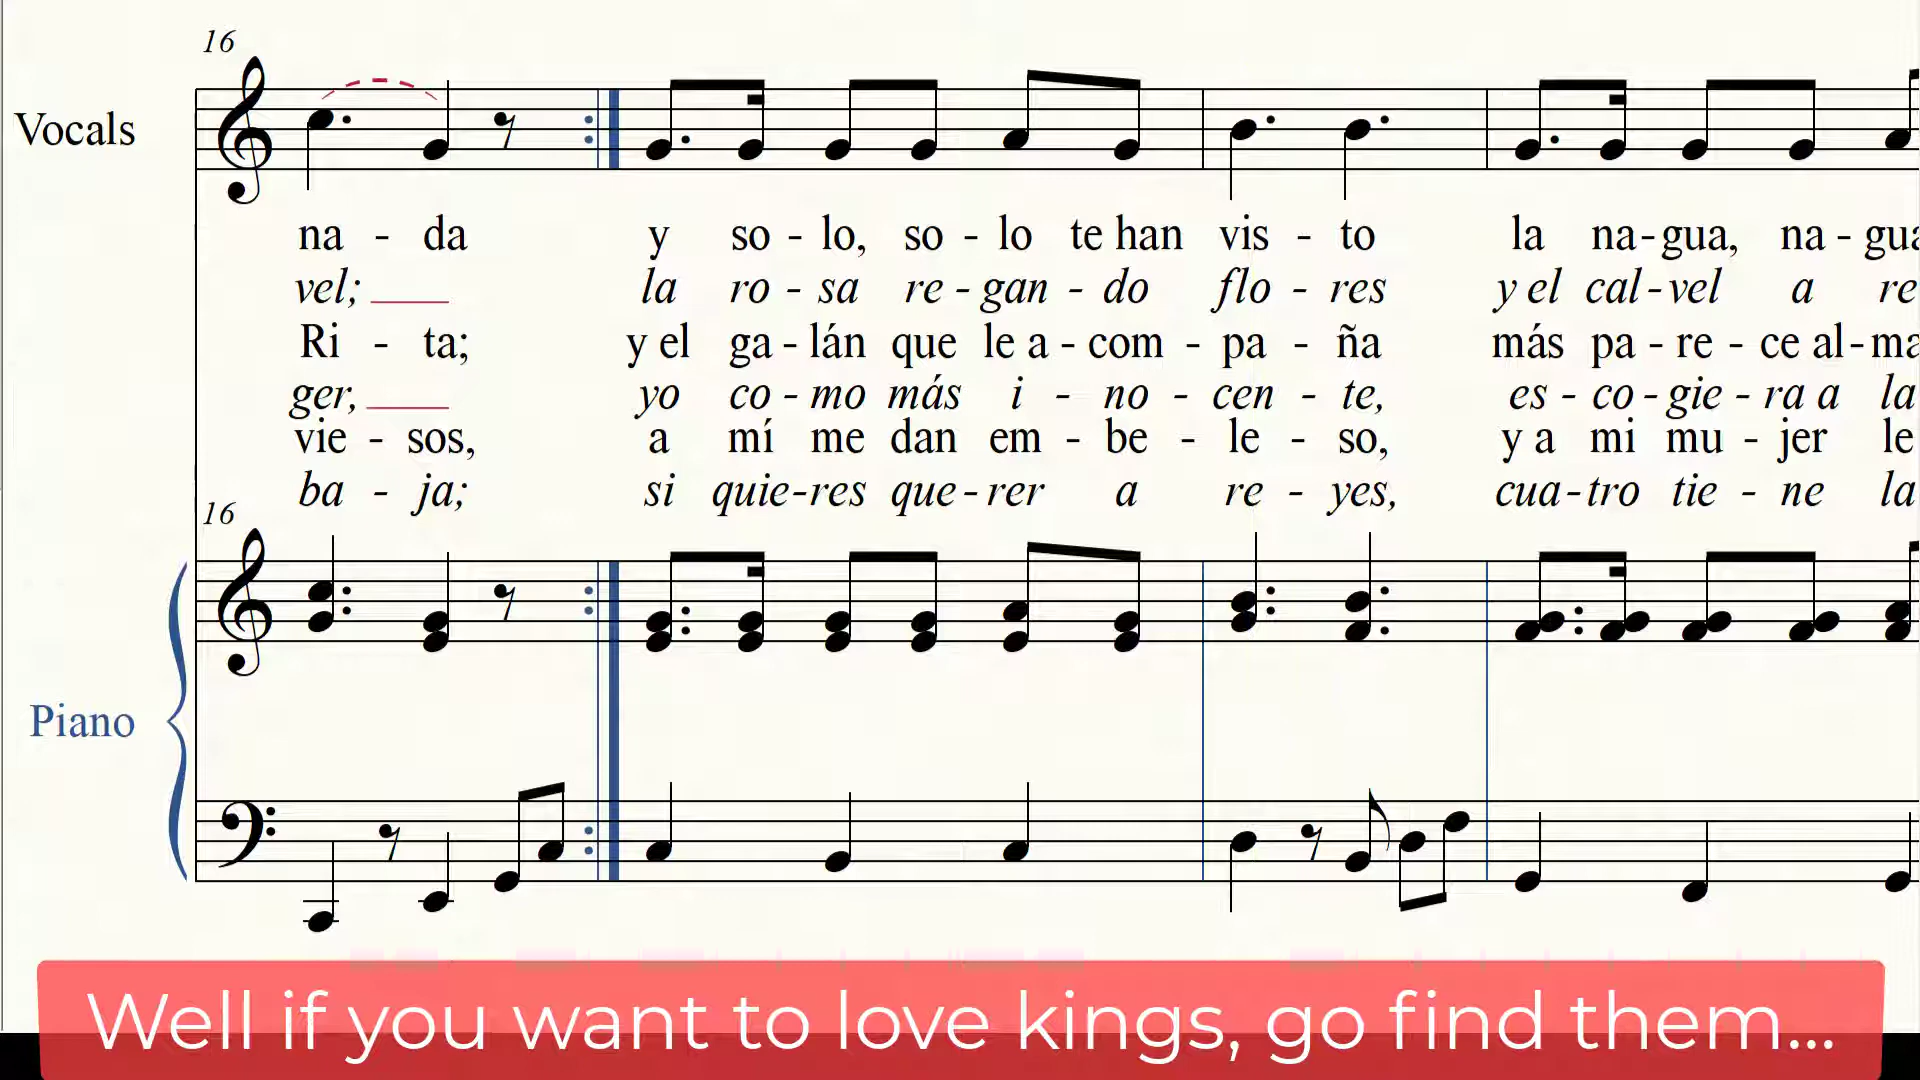 16
Vocals
na - da y so - lo, so - lo te han vis - to la na - gua, na - gua
vel; la ro - sa re - gan - do flo - res y el cal - vel a re
Ri - ta; y el ga - lán que le a - com - pa - ña más pa - re - ce al - ma
ger, yo co - mo más i - no - cen - te, es - co - gie - ra a la
vie - sos, a mí me dan em - be - le - so, y a mi mu - jer le
ba - ja; si quie - res que - rer a re - yes, cua - tro tie - ne la
16
Piano
Well if you want to love kings, go find them...